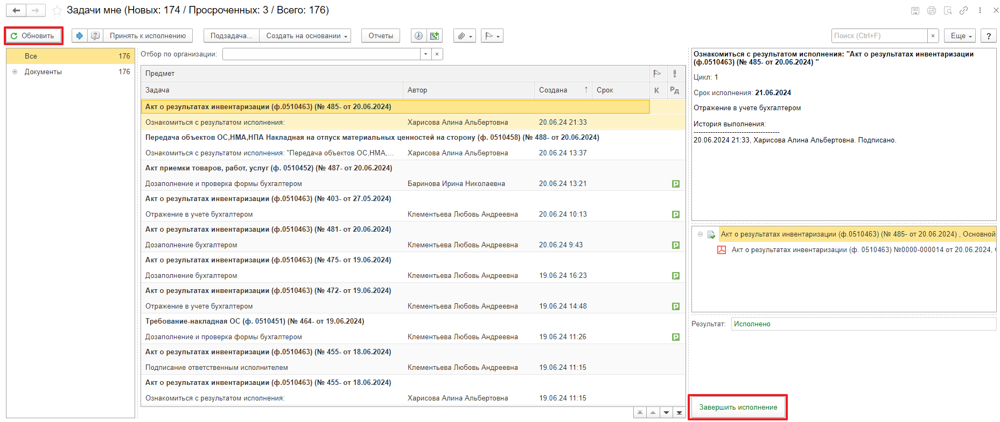 Задачи мне (Новых: 174 / Просроченных: 3 / Всего: 176)
Обновить
Принять к исполнению
Подзадача...
Создать на основании
Отчеты
Поиск (Ctrl+F)
×
Еще
?
Все 176
Документы 176
Отбор по организации:
Предмет
Задача Автор Создана ↑ Срок К РД
Акт о результатах инвентаризации (ф.0510463) (№ 485- от 20.06.2024)
Ознакомиться с результатом исполнения: Харисова Алина Альбертовна 20.06.24 21:33
Передача объектов ОС,НМА,НПА Накладная на отпуск материальных ценностей на сторону (ф. 0510458) (№ 488- от 20.06.2024)
Ознакомиться с результатом исполнения: "Передача объектов ОС,НМА,... Харисова Алина Альбертовна 20.06.24 13:37
Акт приемки товаров, работ, услуг (ф. 0510452) (№ 487- от 20.06.2024)
Дозаполнение и проверка формы бухгалтером Баринова Ирина Николаевна 20.06.24 13:21 р
Акт о результатах инвентаризации (ф.0510463) (№ 403- от 27.05.2024)
Отражение в учете бухгалтером Клементьева Любовь Андреевна 20.06.24 10:13 р
Акт о результатах инвентаризации (ф.0510463) (№ 481- от 20.06.2024)
Дозаполнение бухгалтером Клементьева Любовь Андреевна 20.06.24 9:43 р
Акт о результатах инвентаризации (ф.0510463) (№ 475- от 19.06.2024)
Дозаполнение бухгалтером Клементьева Любовь Андреевна 19.06.24 16:23 р
Акт о результатах инвентаризации (ф.0510463) (№ 472- от 19.06.2024)
Отражение в учете бухгалтером Клементьева Любовь Андреевна 19.06.24 14:48 р
Требование-накладная ОС (ф. 0510451) (№ 464- от 19.06.2024)
Дозаполнение и проверка формы бухгалтером Клементьева Любовь Андреевна 19.06.24 11:26 р
Акт о результатах инвентаризации (ф.0510463) (№ 455- от 18.06.2024)
Подписание ответственным исполнителем Клементьева Любовь Андреевна 19.06.24 11:15
Акт о результатах инвентаризации (ф.0510463) (№ 455- от 18.06.2024)
Ознакомиться с результатом исполнения: Харисова Алина Альбертовна 19.06.24 11:15
Ознакомиться с результатом исполнения: "Акт о результатах инвентаризации
(ф.0510463) (№ 485- от 20.06.2024) "
Цикл: 1
Срок исполнения: 21.06.2024
Отражение в учете бухгалтером
История выполнения:
------------------------------------
20.06.2024 21:33, Харисова Алина Альбертовна. Подписано.
Акт о результатах инвентаризации (ф.0510463) (№ 485- от 20.06.2024) , Основной
Акт о результатах инвентаризации (ф. 0510463) №0000-000014 от 20.06.2024,
Результат: Исполнено
Завершить исполнение